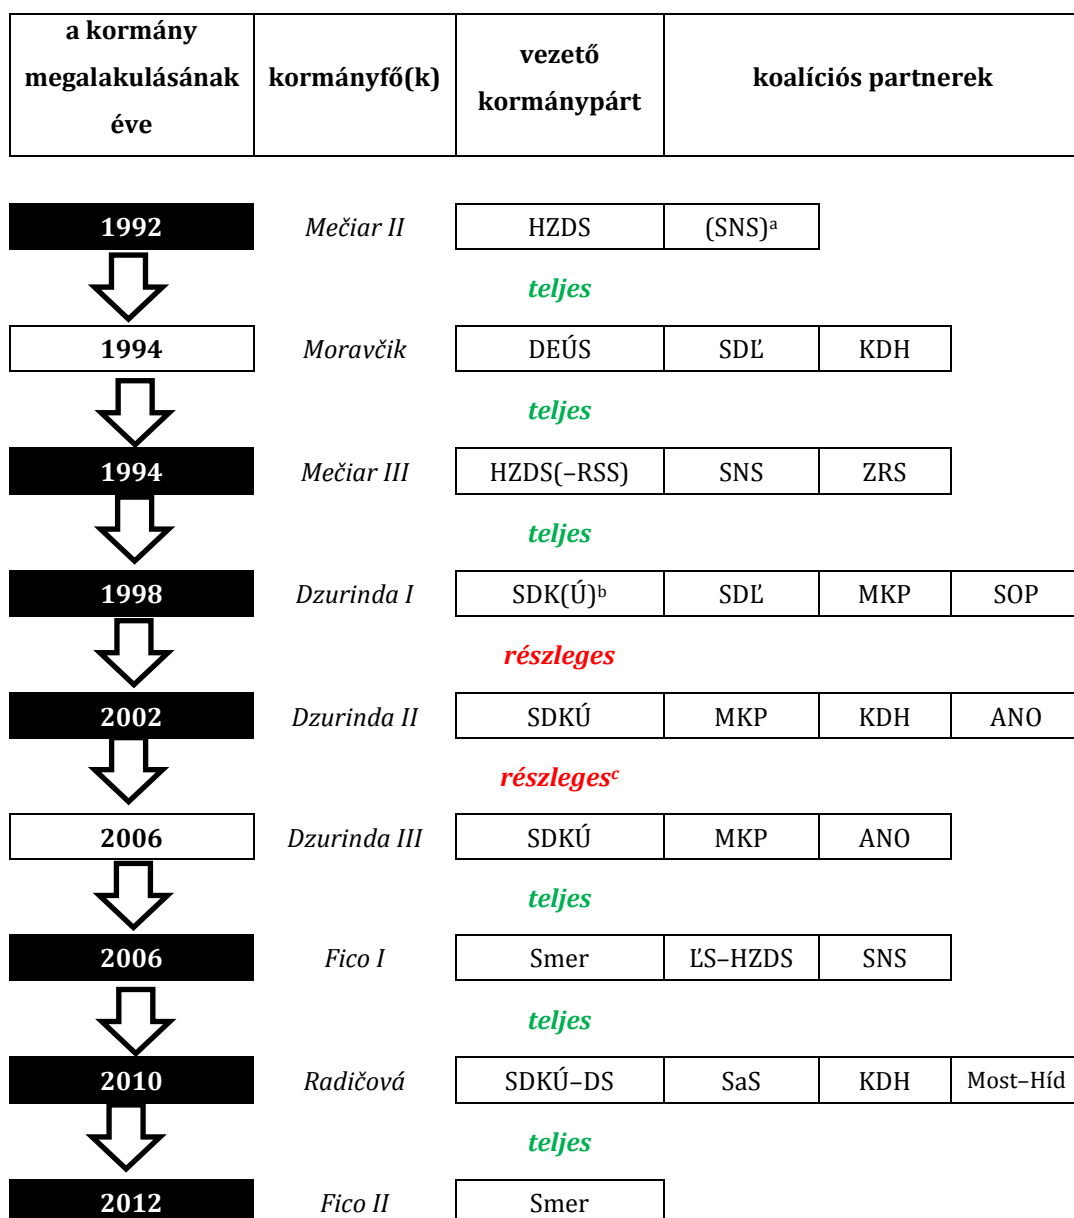 a kormány megalakulásának éve kormányfő(k) vezető kormánypárt koalíciós partnerek
1992 Mečiar II HZDS (SNS)ᵃ
teljes
1994 Moravčik DEÚS SDĽ KDH
teljes
1994 Mečiar III HZDS(–RSS) SNS ZRS
teljes
1998 Dzurinda I SDK(Ú)ᵇ SDĽ MKP SOP
részleges
2002 Dzurinda II SDKÚ MKP KDH ANO
részlegesᶜ
2006 Dzurinda III SDKÚ MKP ANO
teljes
2006 Fico I Smer ĽS–HZDS SNS
teljes
2010 Radičová SDKÚ–DS SaS KDH Most–Híd
teljes
2012 Fico II Smer